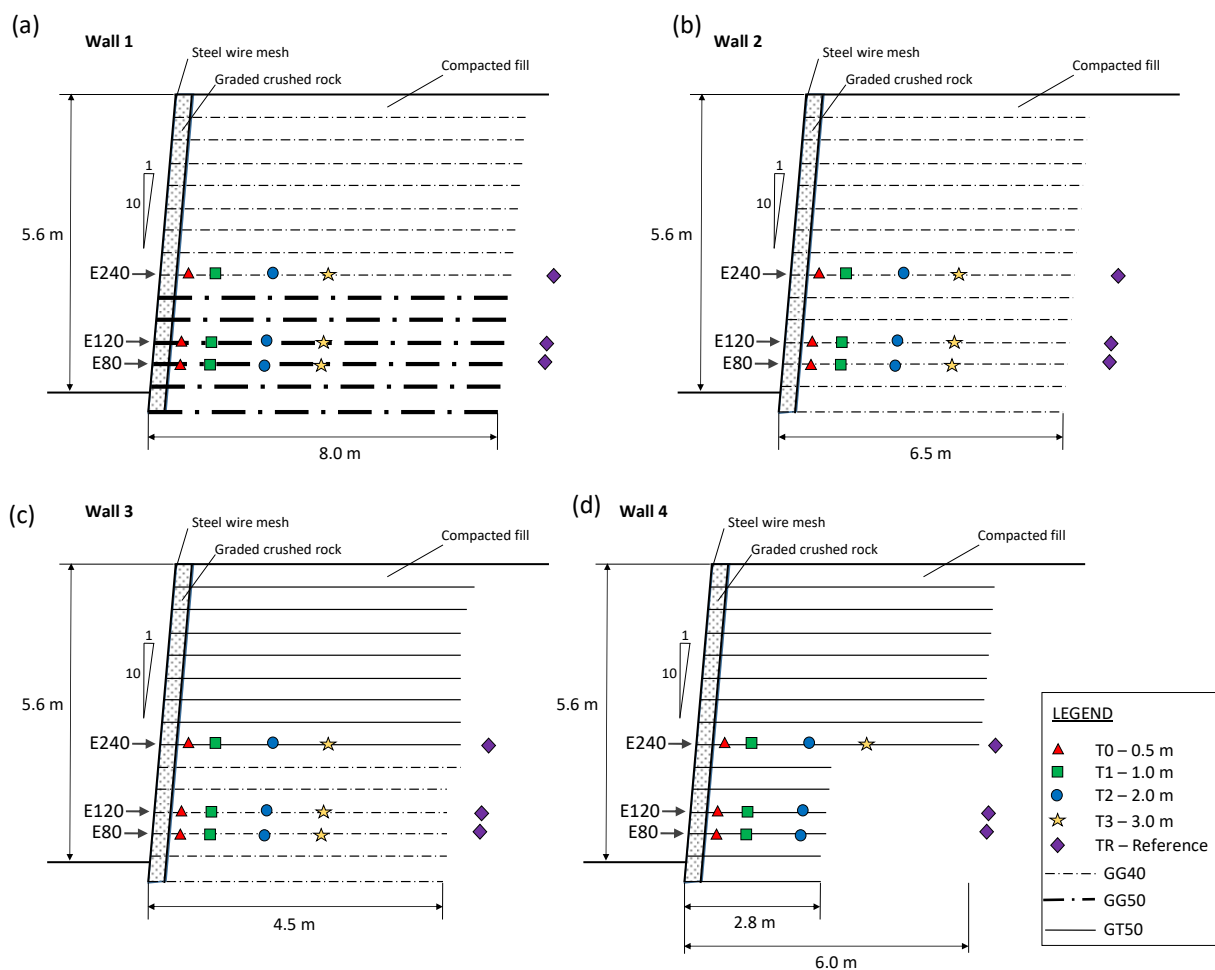 (a)
Wall 1
Steel wire mesh
Graded crushed rock
Compacted fill
1
10
5.6 m
E240
E120
E80
8.0 m
(b)
Wall 2
Steel wire mesh
Graded crushed rock
Compacted fill
1
10
5.6 m
E240
E120
E80
6.5 m
(c)
Wall 3
Steel wire mesh
Graded crushed rock
Compacted fill
1
10
5.6 m
E240
E120
E80
4.5 m
(d)
Wall 4
Steel wire mesh
Graded crushed rock
Compacted fill
1
10
5.6 m
E240
E120
E80
2.8 m
6.0 m
LEGEND
T0 – 0.5 m
T1 – 1.0 m
T2 – 2.0 m
T3 – 3.0 m
TR – Reference
GG40
GG50
GT50